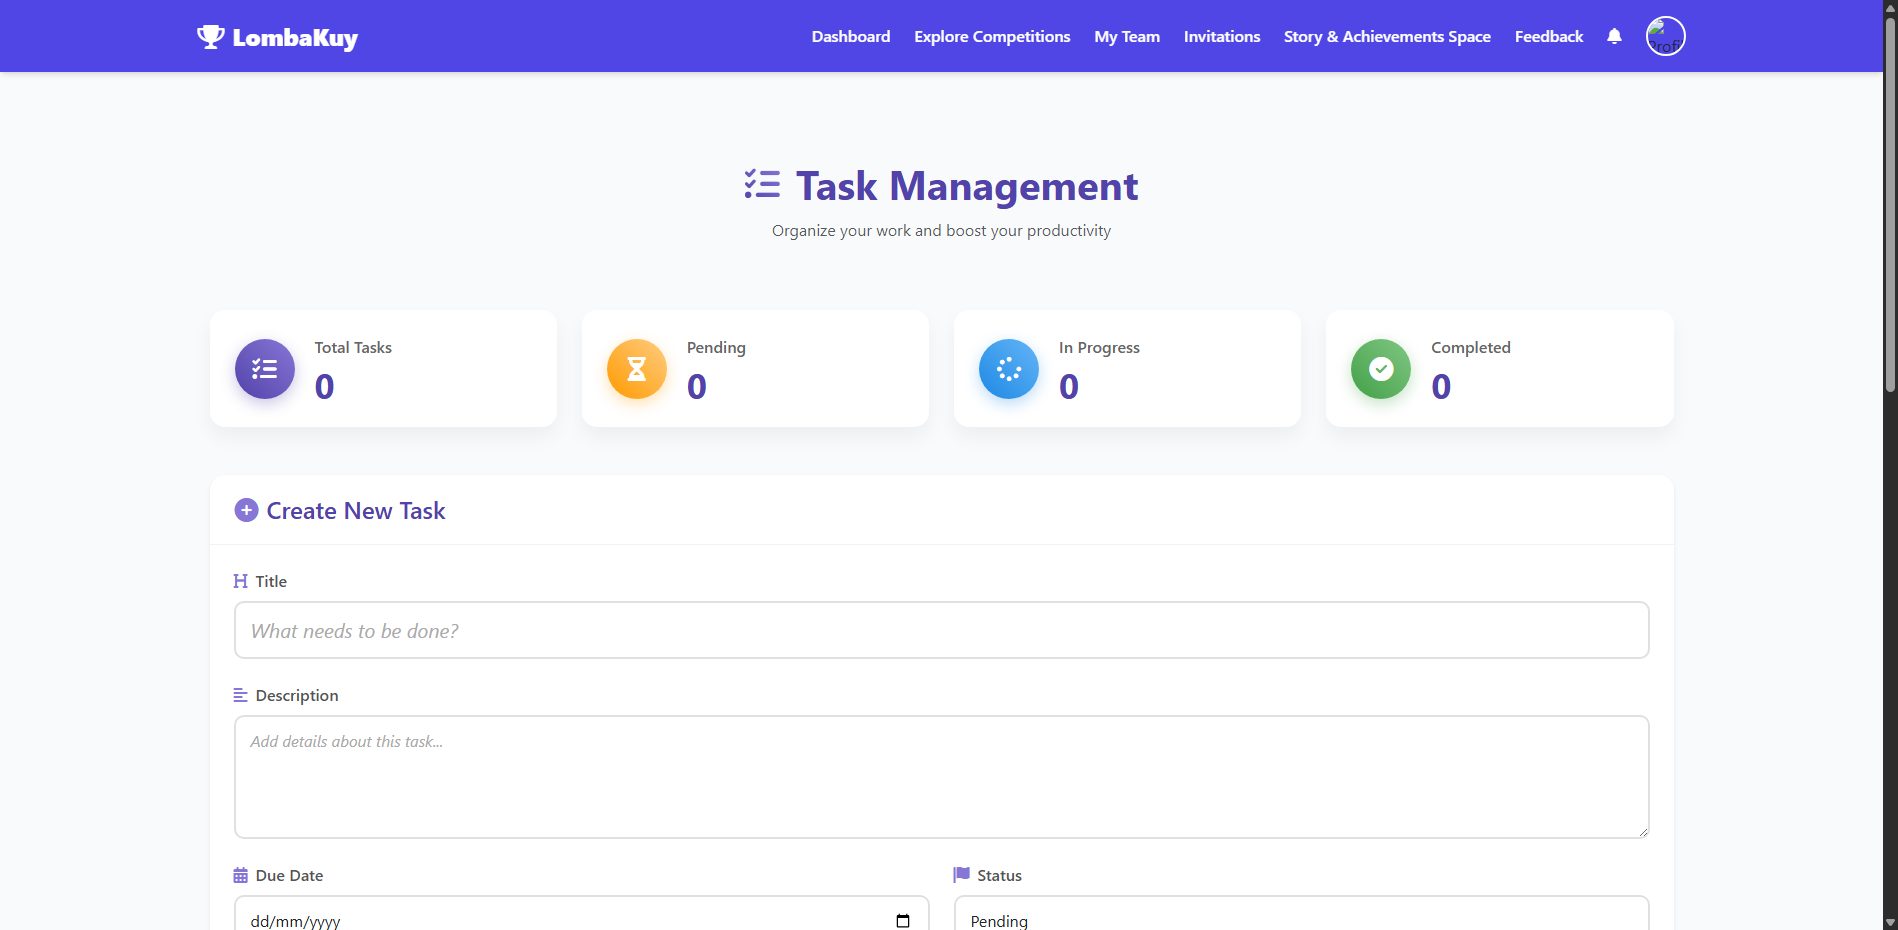 LombaKuy
Dashboard Explore Competitions My Team Invitations Story & Achievements Space Feedback Profi
Task Management
Organize your work and boost your productivity
Total Tasks
0
Pending
0
In Progress
0
Completed
0
Create New Task
Title
What needs to be done?
Description
Add details about this task...
Due Date
dd/mm/yyyy
Status
Pending